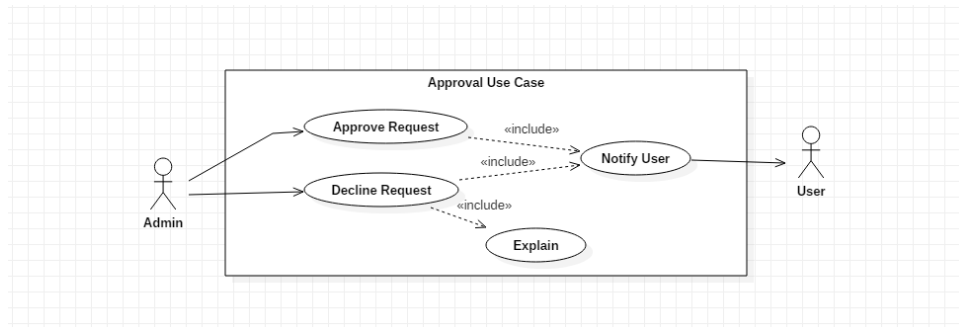 Approval Use Case
Approve Request
«include»
Notify User
«include»
Decline Request
«include»
Explain
Admin
User